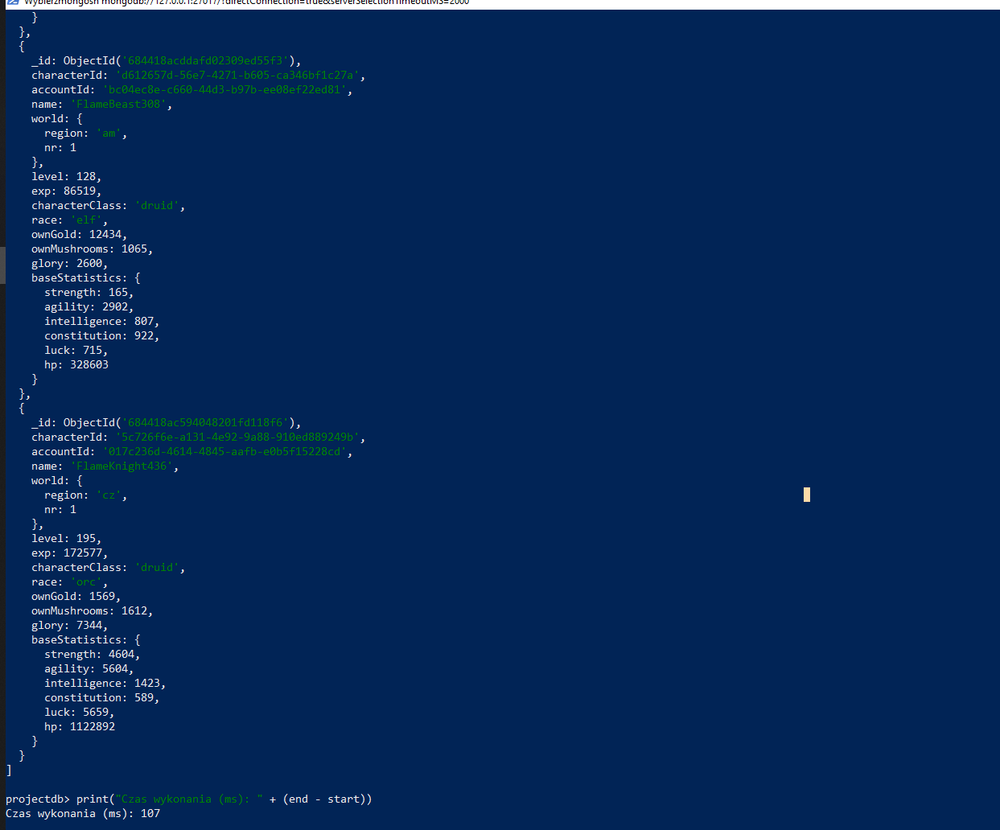 Wybierzmongosh mongodb://127.0.0.1:27017/?directConnection=true&serverSelectionTimeoutMS=2000
    }
  },
  {
    _id: ObjectId('684418acddafd02309ed55f3'),
    characterId: 'd612657d-56e7-4271-b605-ca346bf1c27a',
    accountId: 'bc04ec8e-c660-44d3-b97b-ee08ef22ed81',
    name: 'FlameBeast308',
    world: {
      region: 'am',
      nr: 1
    },
    level: 128,
    exp: 86519,
    characterClass: 'druid',
    race: 'elf',
    ownGold: 12434,
    ownMushrooms: 1065,
    glory: 2600,
    baseStatistics: {
      strength: 165,
      agility: 2902,
      intelligence: 807,
      constitution: 922,
      luck: 715,
      hp: 328603
    }
  },
  {
    _id: ObjectId('684418ac594048201fd118f6'),
    characterId: '5c726f6e-a131-4e92-9a88-910ed889249b',
    accountId: '017c236d-4614-4845-aafb-e0b5f15228cd',
    name: 'FlameKnight436',
    world: {
      region: 'cz',
      nr: 1
    },
    level: 195,
    exp: 172577,
    characterClass: 'druid',
    race: 'orc',
    ownGold: 1569,
    ownMushrooms: 1612,
    glory: 7344,
    baseStatistics: {
      strength: 4604,
      agility: 5604,
      intelligence: 1423,
      constitution: 589,
      luck: 5659,
      hp: 1122892
    }
  }
]
projectdb> print("Czas wykonania (ms): " + (end - start))
Czas wykonania (ms): 107